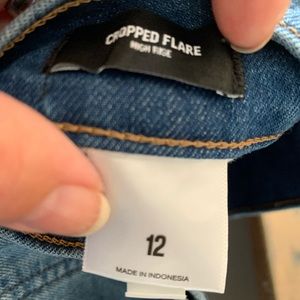 CROPPED FLARE
HIGH RISE
12
MADE IN INDONESIA